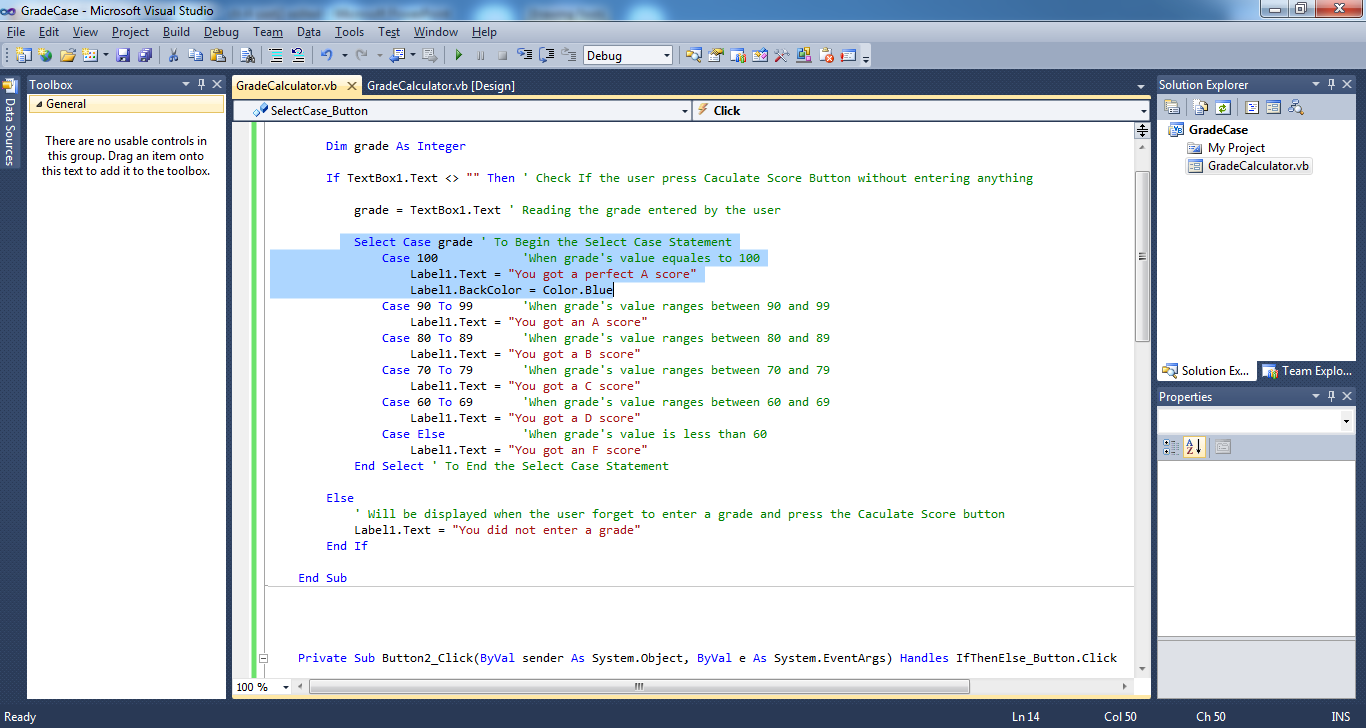 GradeCase - Microsoft Visual Studio
File Edit View Project Build Debug Team Data Tools Test Window Help
Debug
Data Sources
Toolbox
General
There are no usable controls in
this group. Drag an item onto
this text to add it to the toolbox.
GradeCalculator.vb GradeCalculator.vb [Design]
SelectCase_Button Click
Dim grade As Integer
If TextBox1.Text <> "" Then ' Check If the user press Caculate Score Button without entering anything
grade = TextBox1.Text ' Reading the grade entered by the user
Select Case grade ' To Begin the Select Case Statement
Case 100 'When grade's value equales to 100
Label1.Text = "You got a perfect A score"
Label1.BackColor = Color.Blue
Case 90 To 99 'When grade's value ranges between 90 and 99
Label1.Text = "You got an A score"
Case 80 To 89 'When grade's value ranges between 80 and 89
Label1.Text = "You got a B score"
Case 70 To 79 'When grade's value ranges between 70 and 79
Label1.Text = "You got a C score"
Case 60 To 69 'When grade's value ranges between 60 and 69
Label1.Text = "You got a D score"
Case Else 'When grade's value is less than 60
Label1.Text = "You got an F score"
End Select ' To End the Select Case Statement
Else
' Will be displayed when the user forget to enter a grade and press the Caculate Score button
Label1.Text = "You did not enter a grade"
End If
End Sub
Private Sub Button2_Click(ByVal sender As System.Object, ByVal e As System.EventArgs) Handles IfThenElse_Button.Click
100 %
Solution Explorer
GradeCase
My Project
GradeCalculator.vb
Solution Ex... Team Explo...
Properties
Ready Ln 14 Col 50 Ch 50 INS